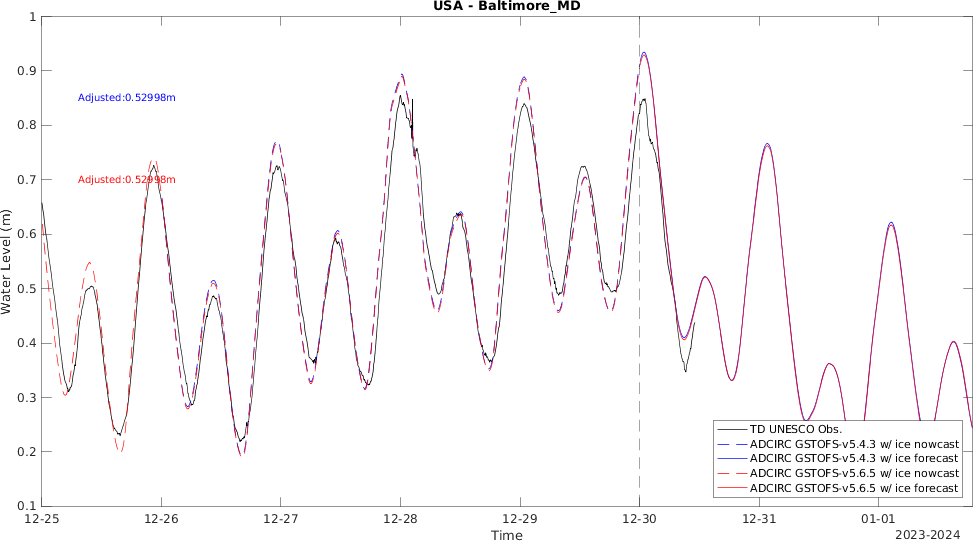 USA - Baltimore_MD
1
0.9
0.8
0.7
0.6
0.5
0.4
0.3
0.2
0.1
Water Level (m)
Adjusted:0.52998m
Adjusted:0.52998m
TD UNESCO Obs.
ADCIRC GSTOFS-v5.4.3 w/ ice nowcast
ADCIRC GSTOFS-v5.4.3 w/ ice forecast
ADCIRC GSTOFS-v5.6.5 w/ ice nowcast
ADCIRC GSTOFS-v5.6.5 w/ ice forecast
12-25 12-26 12-27 12-28 12-29 12-30 12-31 01-01
Time
2023-2024